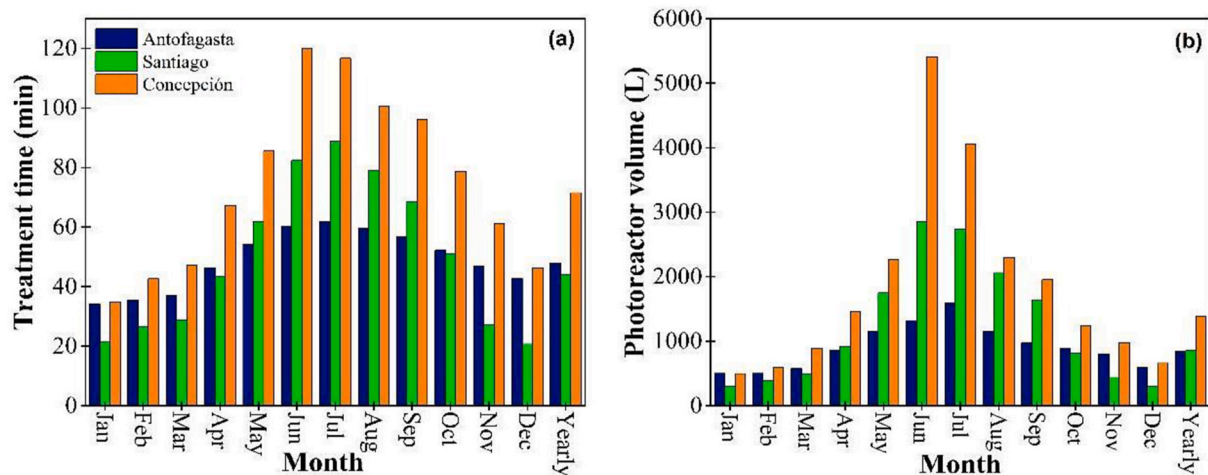 (a)
Antofagasta
Santiago
Concepción
Treatment time (min)
120
100
80
60
40
20
0
Jan
Feb
Mar
Apr
May
Jun
Jul
Aug
Sep
Oct
Nov
Dec
Yearly
Month
(b)
Photoreactor volume (L)
6000
5000
4000
3000
2000
1000
0
Jan
Feb
Mar
Apr
May
Jun
Jul
Aug
Sep
Oct
Nov
Dec
Yearly
Month